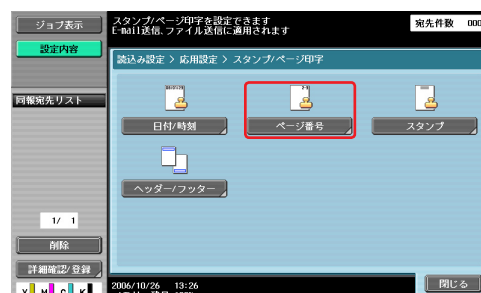 ジョブ表示
スタンプ/ページ印字を設定できます
E-mail送信、ファイル送信に適用されます
宛先件数 000
設定内容
読込み設定 > 応用設定 > スタンプ/ページ印字
同報宛先リスト
日付/時刻
ページ番号
スタンプ
ヘッダー/フッター
1/ 1
削除
詳細確認/登録
2006/10/26 13:26
閉じる
Y M C K